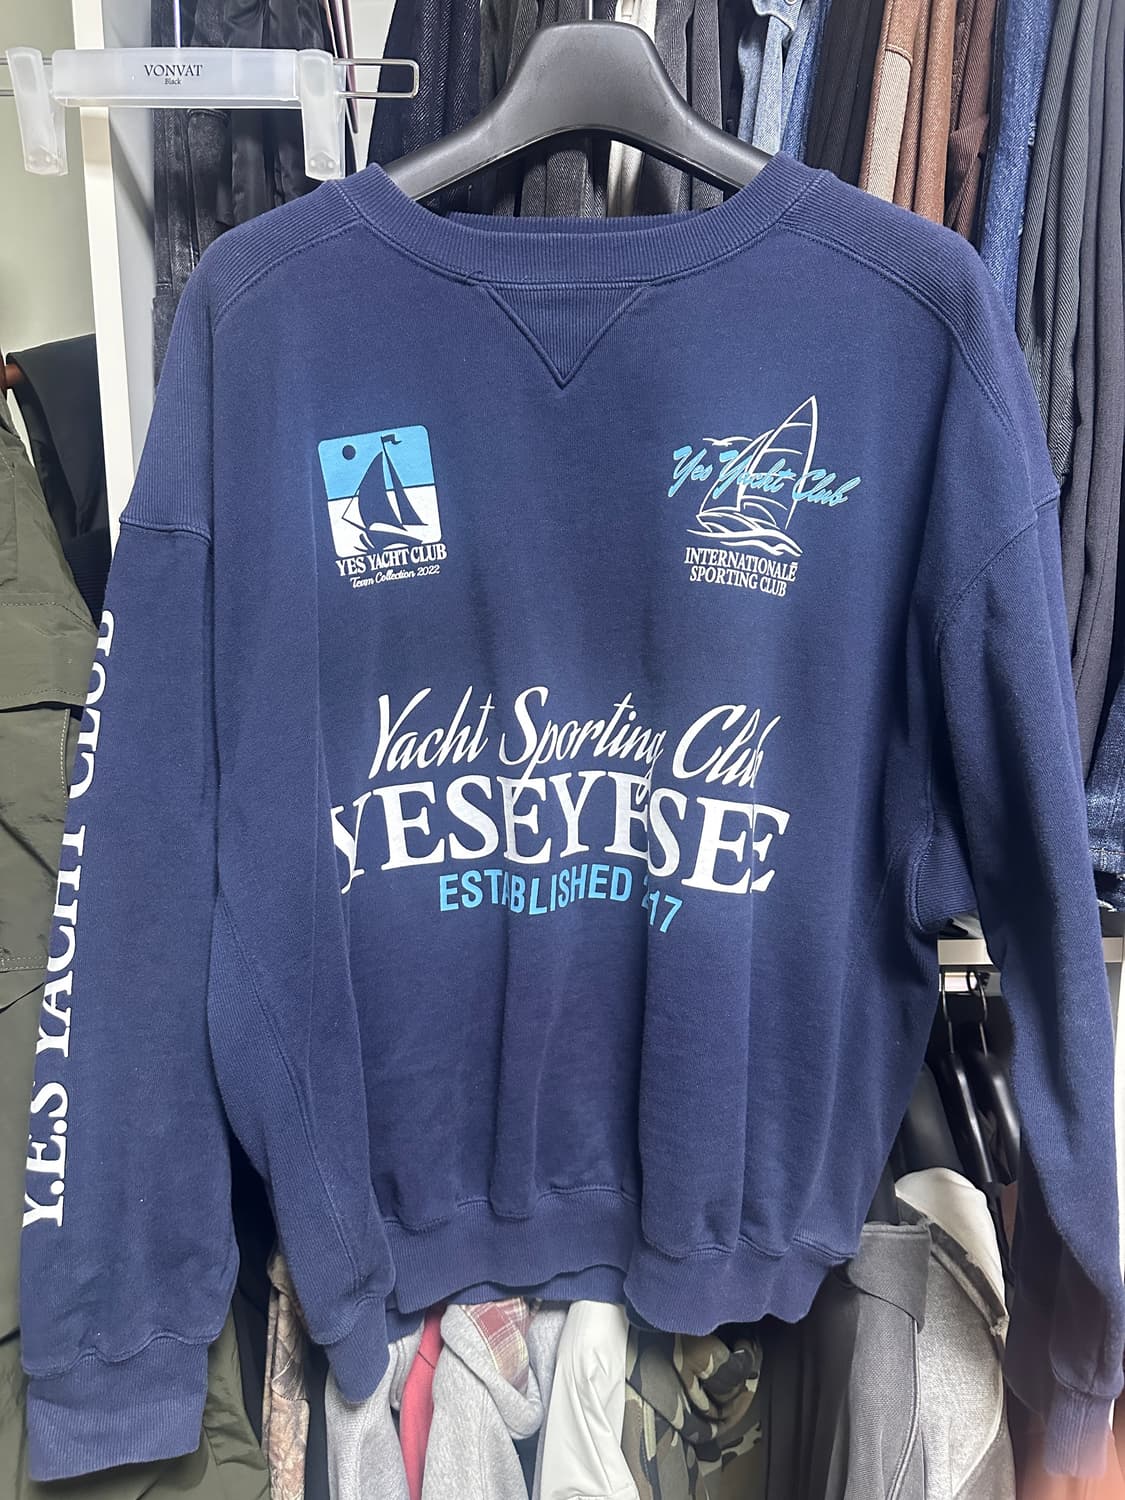 VONVAT
Black
YES YACHT CLUB
Team Collection 2022
Yes Yacht Club
INTERNATIONALE
SPORTING CLUB
Yacht Sporting Club
YESEYESEE
ESTABLISHED 17
Y.E.S YACHT CLUB